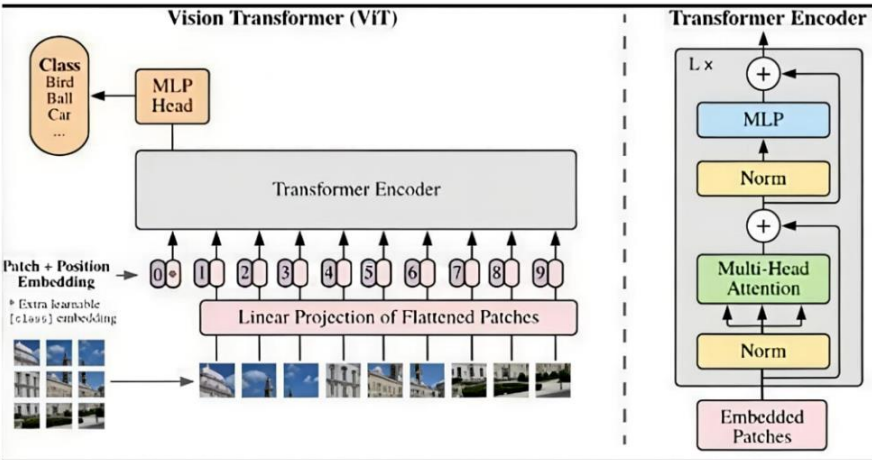 Vision Transformer (ViT)
Class
Bird
Ball
Car
...
MLP
Head
Transformer Encoder
Patch + Position
Embedding
0 * 1 2 3 4 5 6 7 8 9
* Extra learnable
[class] embedding
Linear Projection of Flattened Patches
Transformer Encoder
L ×
+
MLP
Norm
+
Multi-Head
Attention
Norm
Embedded
Patches